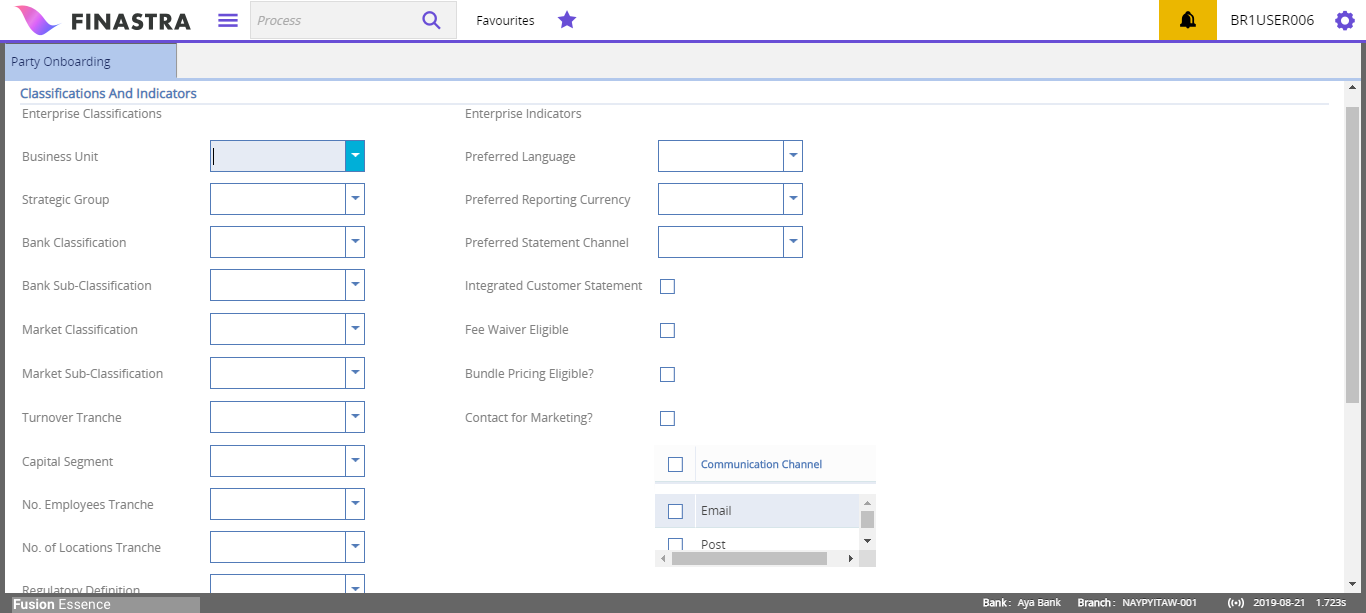 FINASTRA
Process
Favourites
BR1USER006
Party Onboarding
Classifications And Indicators
Enterprise Classifications
Enterprise Indicators
Business Unit
Preferred Language
Strategic Group
Preferred Reporting Currency
Bank Classification
Preferred Statement Channel
Bank Sub-Classification
Integrated Customer Statement
Market Classification
Fee Waiver Eligible
Market Sub-Classification
Bundle Pricing Eligible?
Turnover Tranche
Contact for Marketing?
Capital Segment
Communication Channel
No. Employees Tranche
Email
No. of Locations Tranche
Post
Regulatory Definition
Fusion Essence
Bank : Aya Bank Branch : NAYPYITAW-001 2019-08-21 1.723s